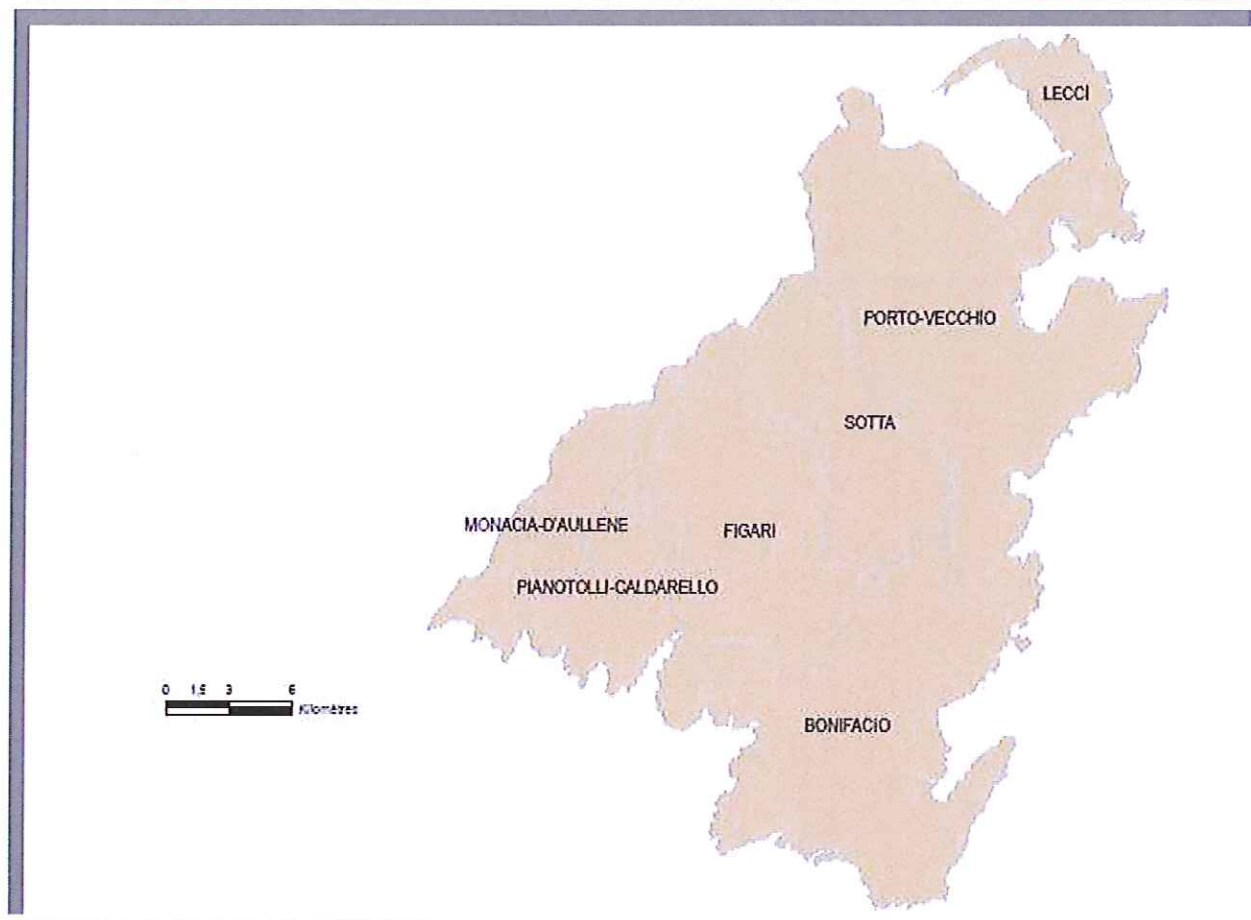 LECCI
PORTO-VECCHIO
SOTTA
MONACIA-D'AULLENE
FIGARI
PIANOTOLLI-CALDARELLO
0 1,5 3 6
Kilomètres
BONIFACIO